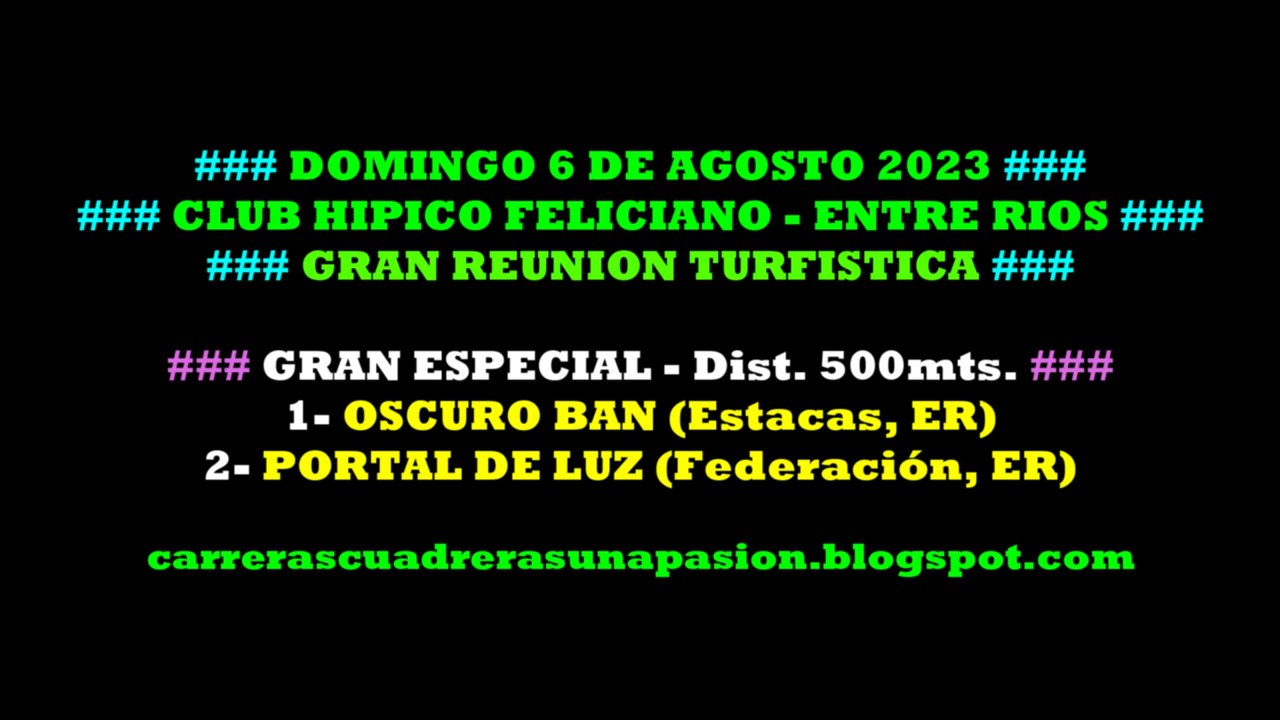 ### DOMINGO 6 DE AGOSTO 2023 ###
### CLUB HIPICO FELICIANO - ENTRE RIOS ###
### GRAN REUNION TURFISTICA ###
### GRAN ESPECIAL - Dist. 500mts. ###
1- OSCURO BAN (Estacas, ER)
2- PORTAL DE LUZ (Federación, ER)
carrerascuadrerasunapasion.blogspot.com